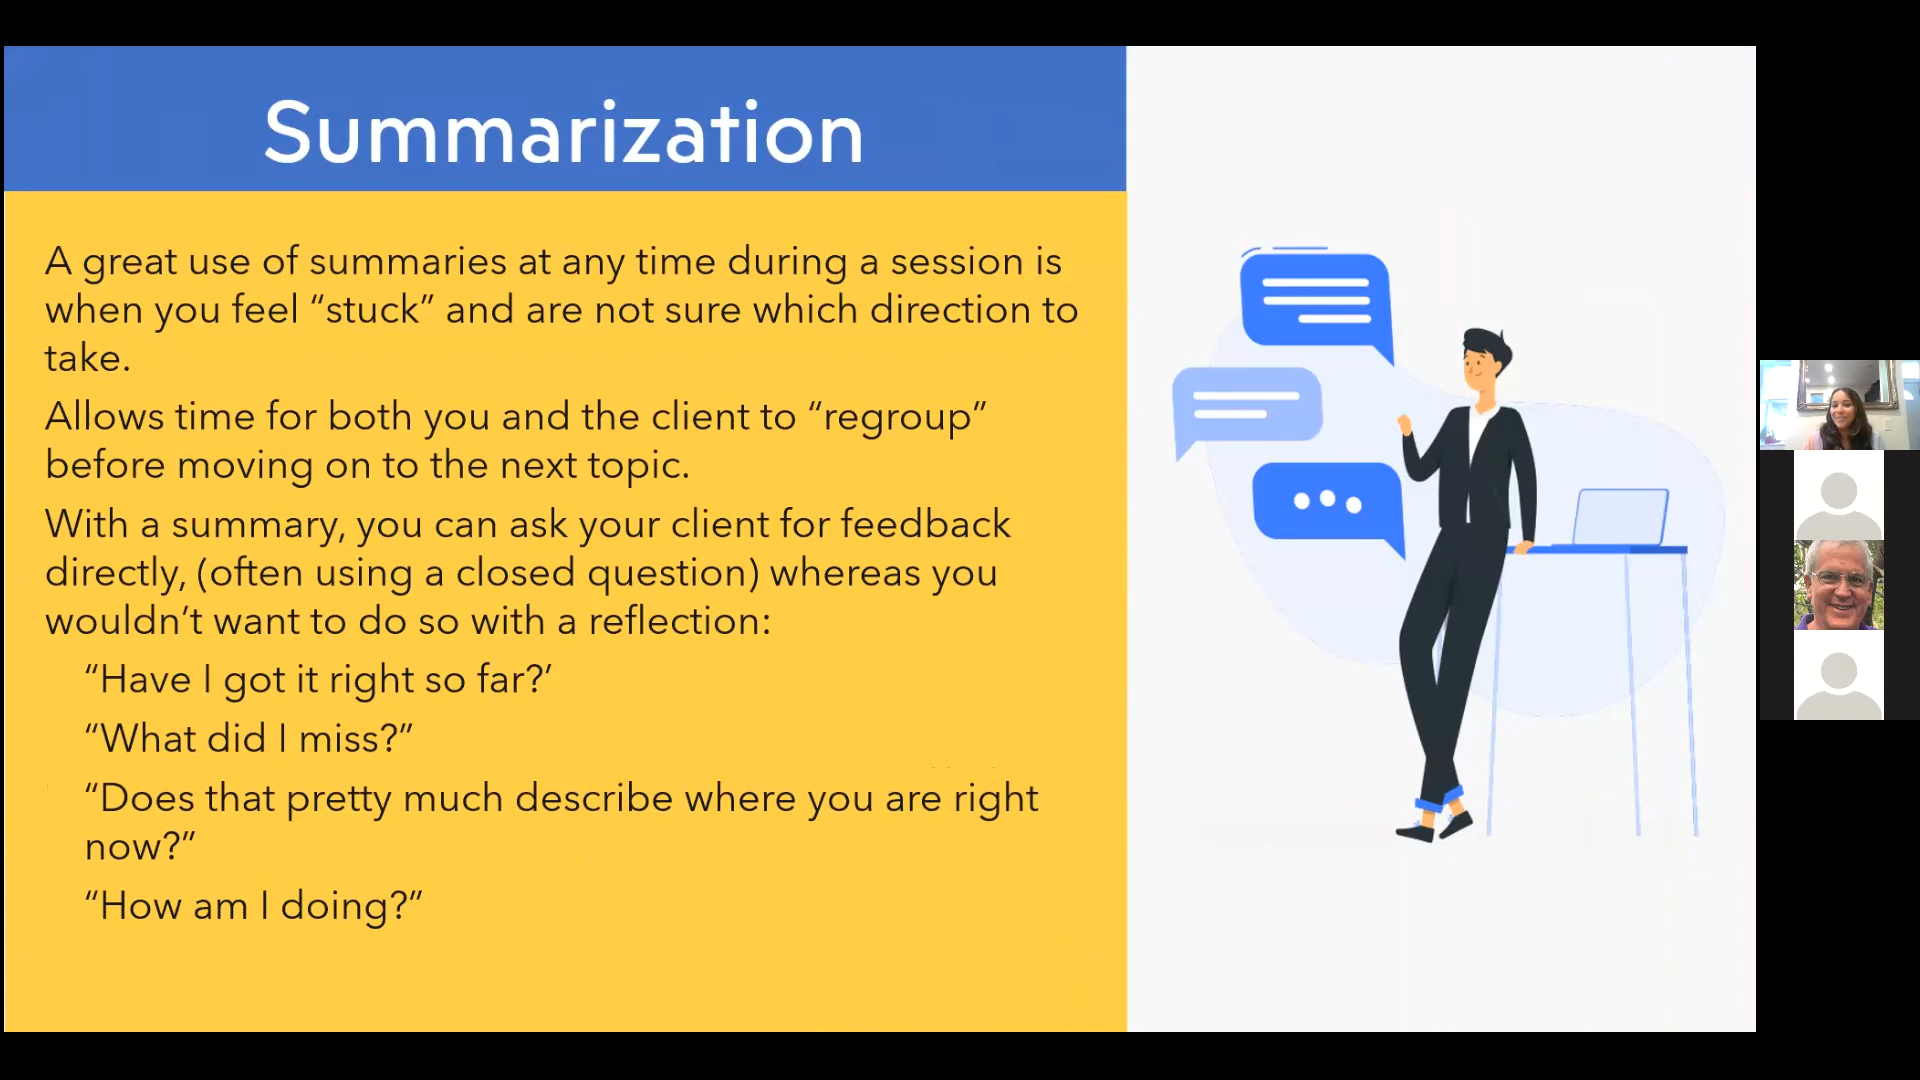 Summarization
A great use of summaries at any time during a session is
when you feel “stuck” and are not sure which direction to
take.
Allows time for both you and the client to “regroup”
before moving on to the next topic.
With a summary, you can ask your client for feedback
directly, (often using a closed question) whereas you
wouldn’t want to do so with a reflection:
“Have I got it right so far?’
“What did I miss?”
“Does that pretty much describe where you are right
now?”
“How am I doing?”